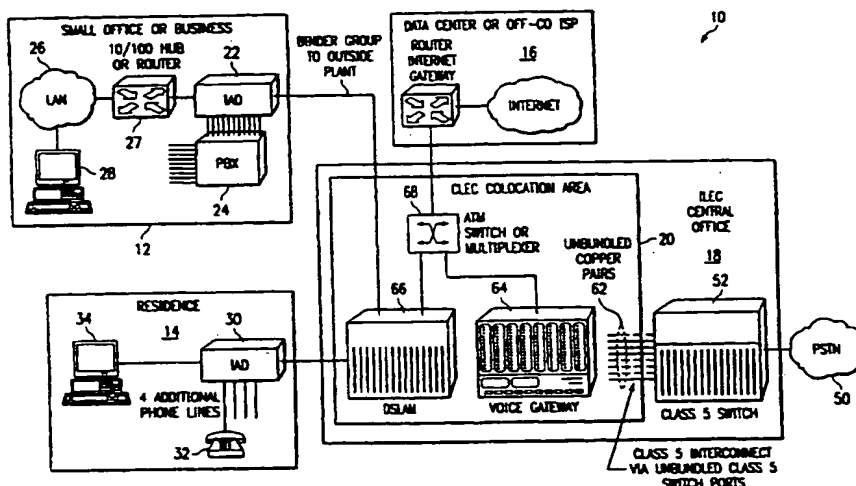 SMALL OFFICE OR BUSINESS
26
10/100 HUB
OR ROUTER
22
LAN
IAD
27
28
PBX
24
12
BINDER GROUP
TO OUTSIDE
PLANT
DATA CENTER OR OFF-CO ISP
ROUTER
INTERNET
GATEWAY
16
INTERNET
10
CLEC COLOCATION AREA
68
ATM
SWITCH OR
MULTIPLEXER
UNBUNDLED
COPPER
PAIRS
62
20
ILEC
CENTRAL
OFFICE
18
52
66
64
DSLAM
VOICE GATEWAY
CLASS 5 SWITCH
PSTN
50
RESIDENCE
34
14
30
IAD
4 ADDITIONAL
PHONE LINES
32
CLASS 5 INTERCONNECT
VIA UNBUNDLED CLASS 5
SWITCH PORTS